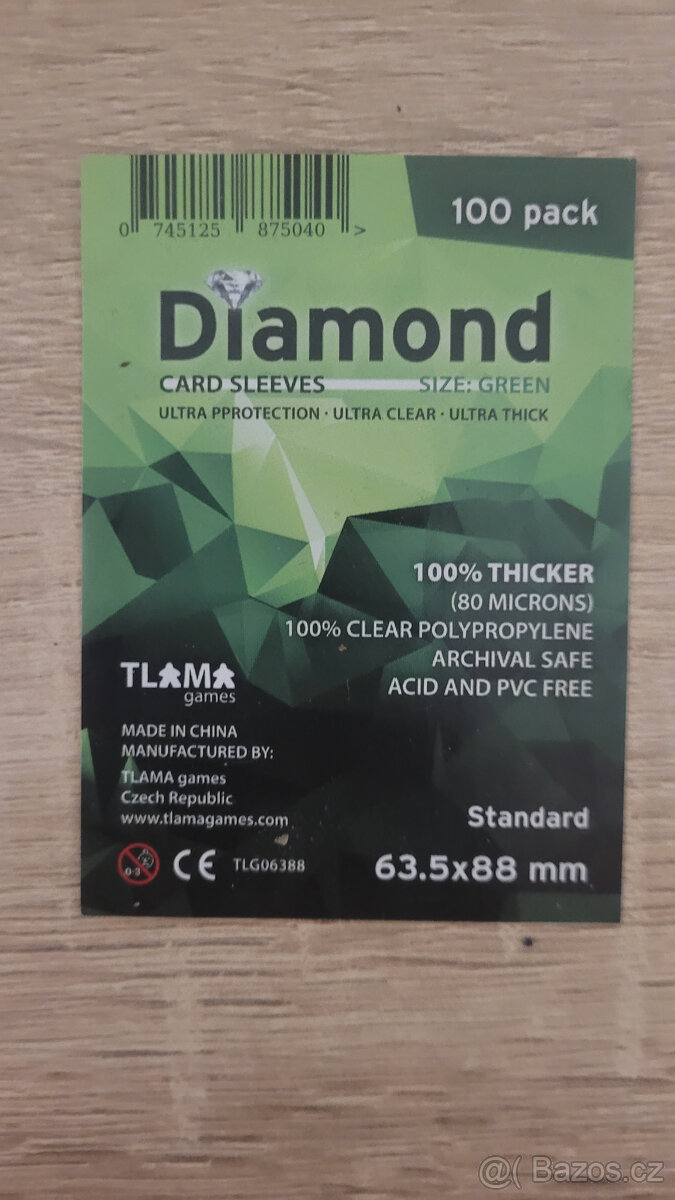 0 745125 875040 >
100 pack
Diamond
CARD SLEEVES SIZE: GREEN
ULTRA PPROTECTION · ULTRA CLEAR · ULTRA THICK
100% THICKER
(80 MICRONS)
100% CLEAR POLYPROPYLENE
ARCHIVAL SAFE
ACID AND PVC FREE
TLAMA
games
MADE IN CHINA
MANUFACTURED BY:
TLAMA games
Czech Republic
www.tlamagames.com
0-3 CE TLG06388
Standard
63.5x88 mm
@( Bazos.cz